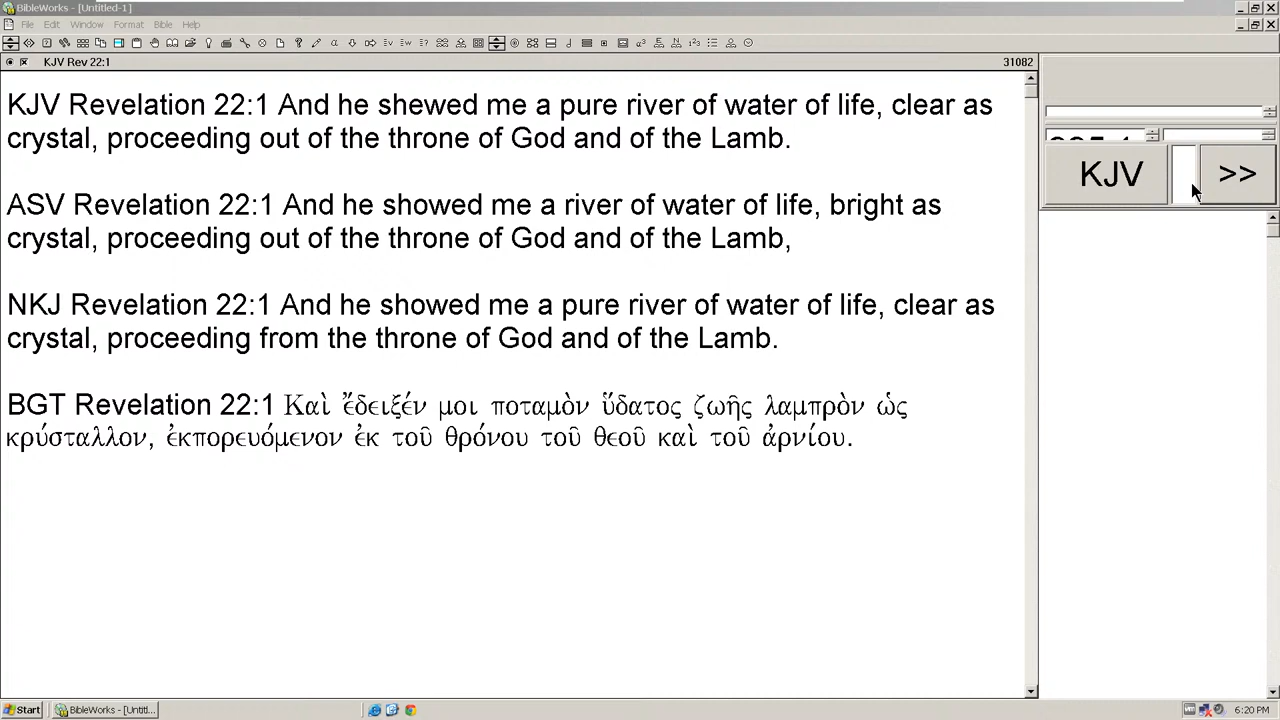 BibleWorks - [Untitled-1]
File Edit Window Format Bible Help
KJV Rev 22:1 31082
KJV Revelation 22:1 And he shewed me a pure river of water of life, clear as
crystal, proceeding out of the throne of God and of the Lamb.
ASV Revelation 22:1 And he showed me a river of water of life, bright as
crystal, proceeding out of the throne of God and of the Lamb,
NKJ Revelation 22:1 And he showed me a pure river of water of life, clear as
crystal, proceeding from the throne of God and of the Lamb.
BGT Revelation 22:1 Καὶ ἔδειξέν μοι ποταμὸν ὕδατος ζωῆς λαμπρὸν ὡς
κρύσταλλον, ἐκπορευόμενον ἐκ τοῦ θρόνου τοῦ θεοῦ καὶ τοῦ ἀρνίου.
KJV >>
Start BibleWorks - [Untitl... 6:20 PM